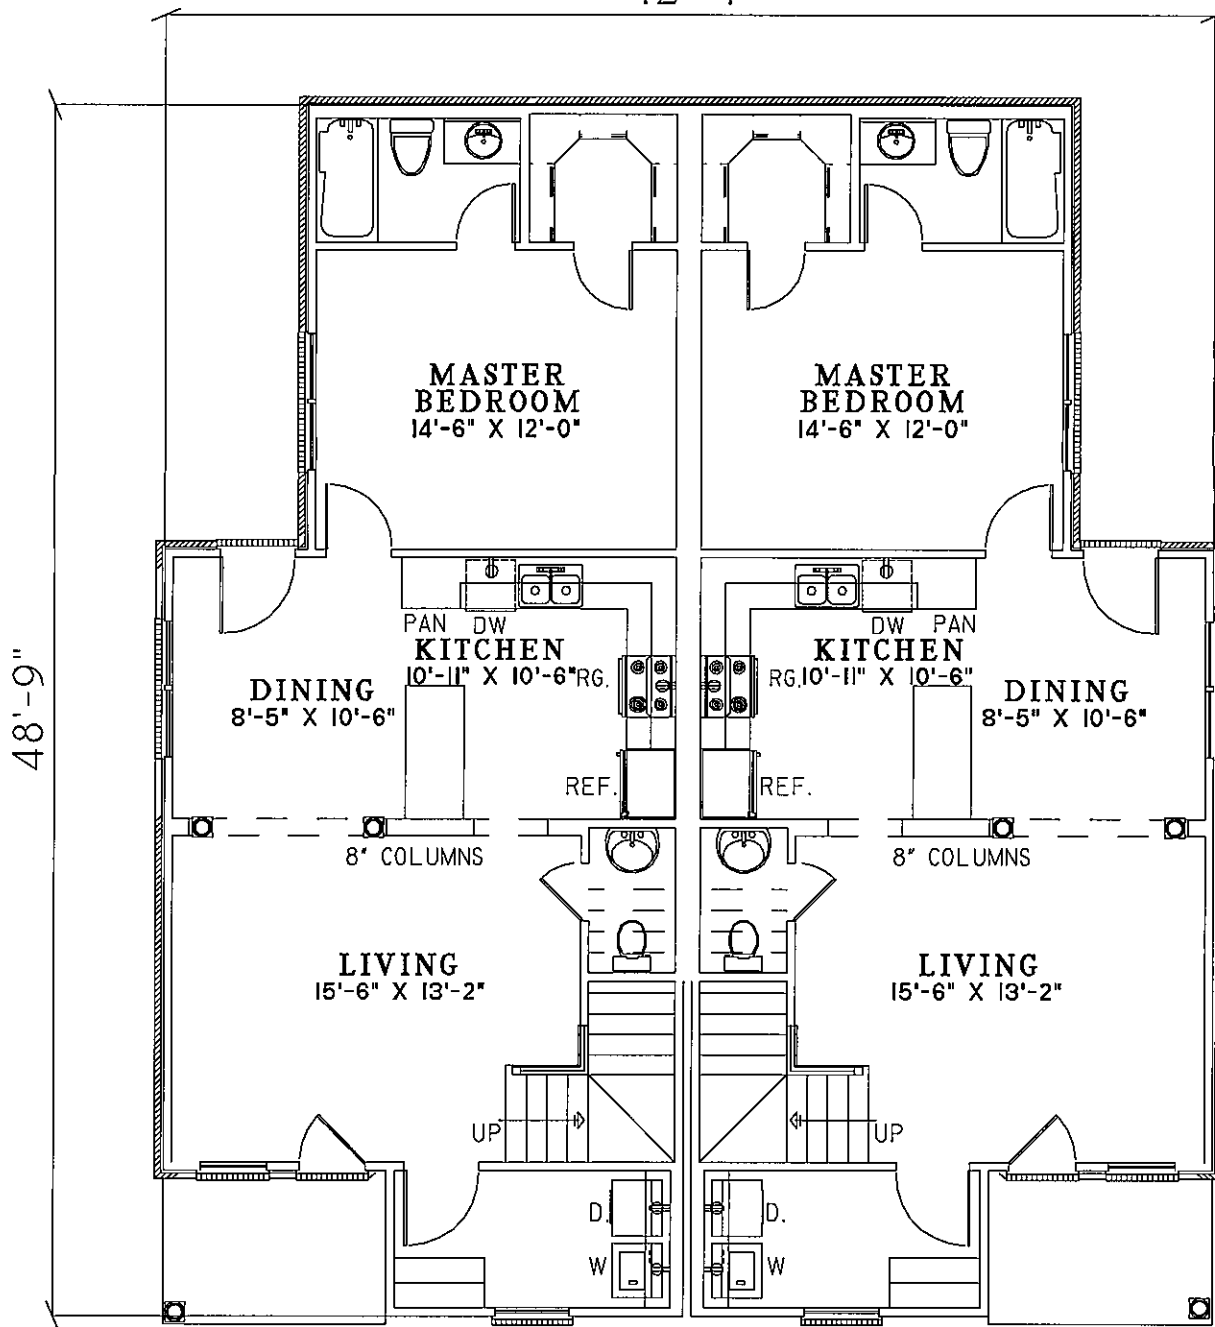 MASTER
BEDROOM
14'-6" X 12'-0"
MASTER
BEDROOM
14'-6" X 12'-0"
PAN DW
KITCHEN
10'-11" X 10'-6"
RG.
DW PAN
KITCHEN
10'-11" X 10'-6"
RG.
DINING
8'-5" X 10'-6"
DINING
8'-5" X 10'-6"
48'-9"
REF.
REF.
8" COLUMNS
8" COLUMNS
LIVING
15'-6" X 13'-2"
LIVING
15'-6" X 13'-2"
UP
UP
D.
D.
W
W